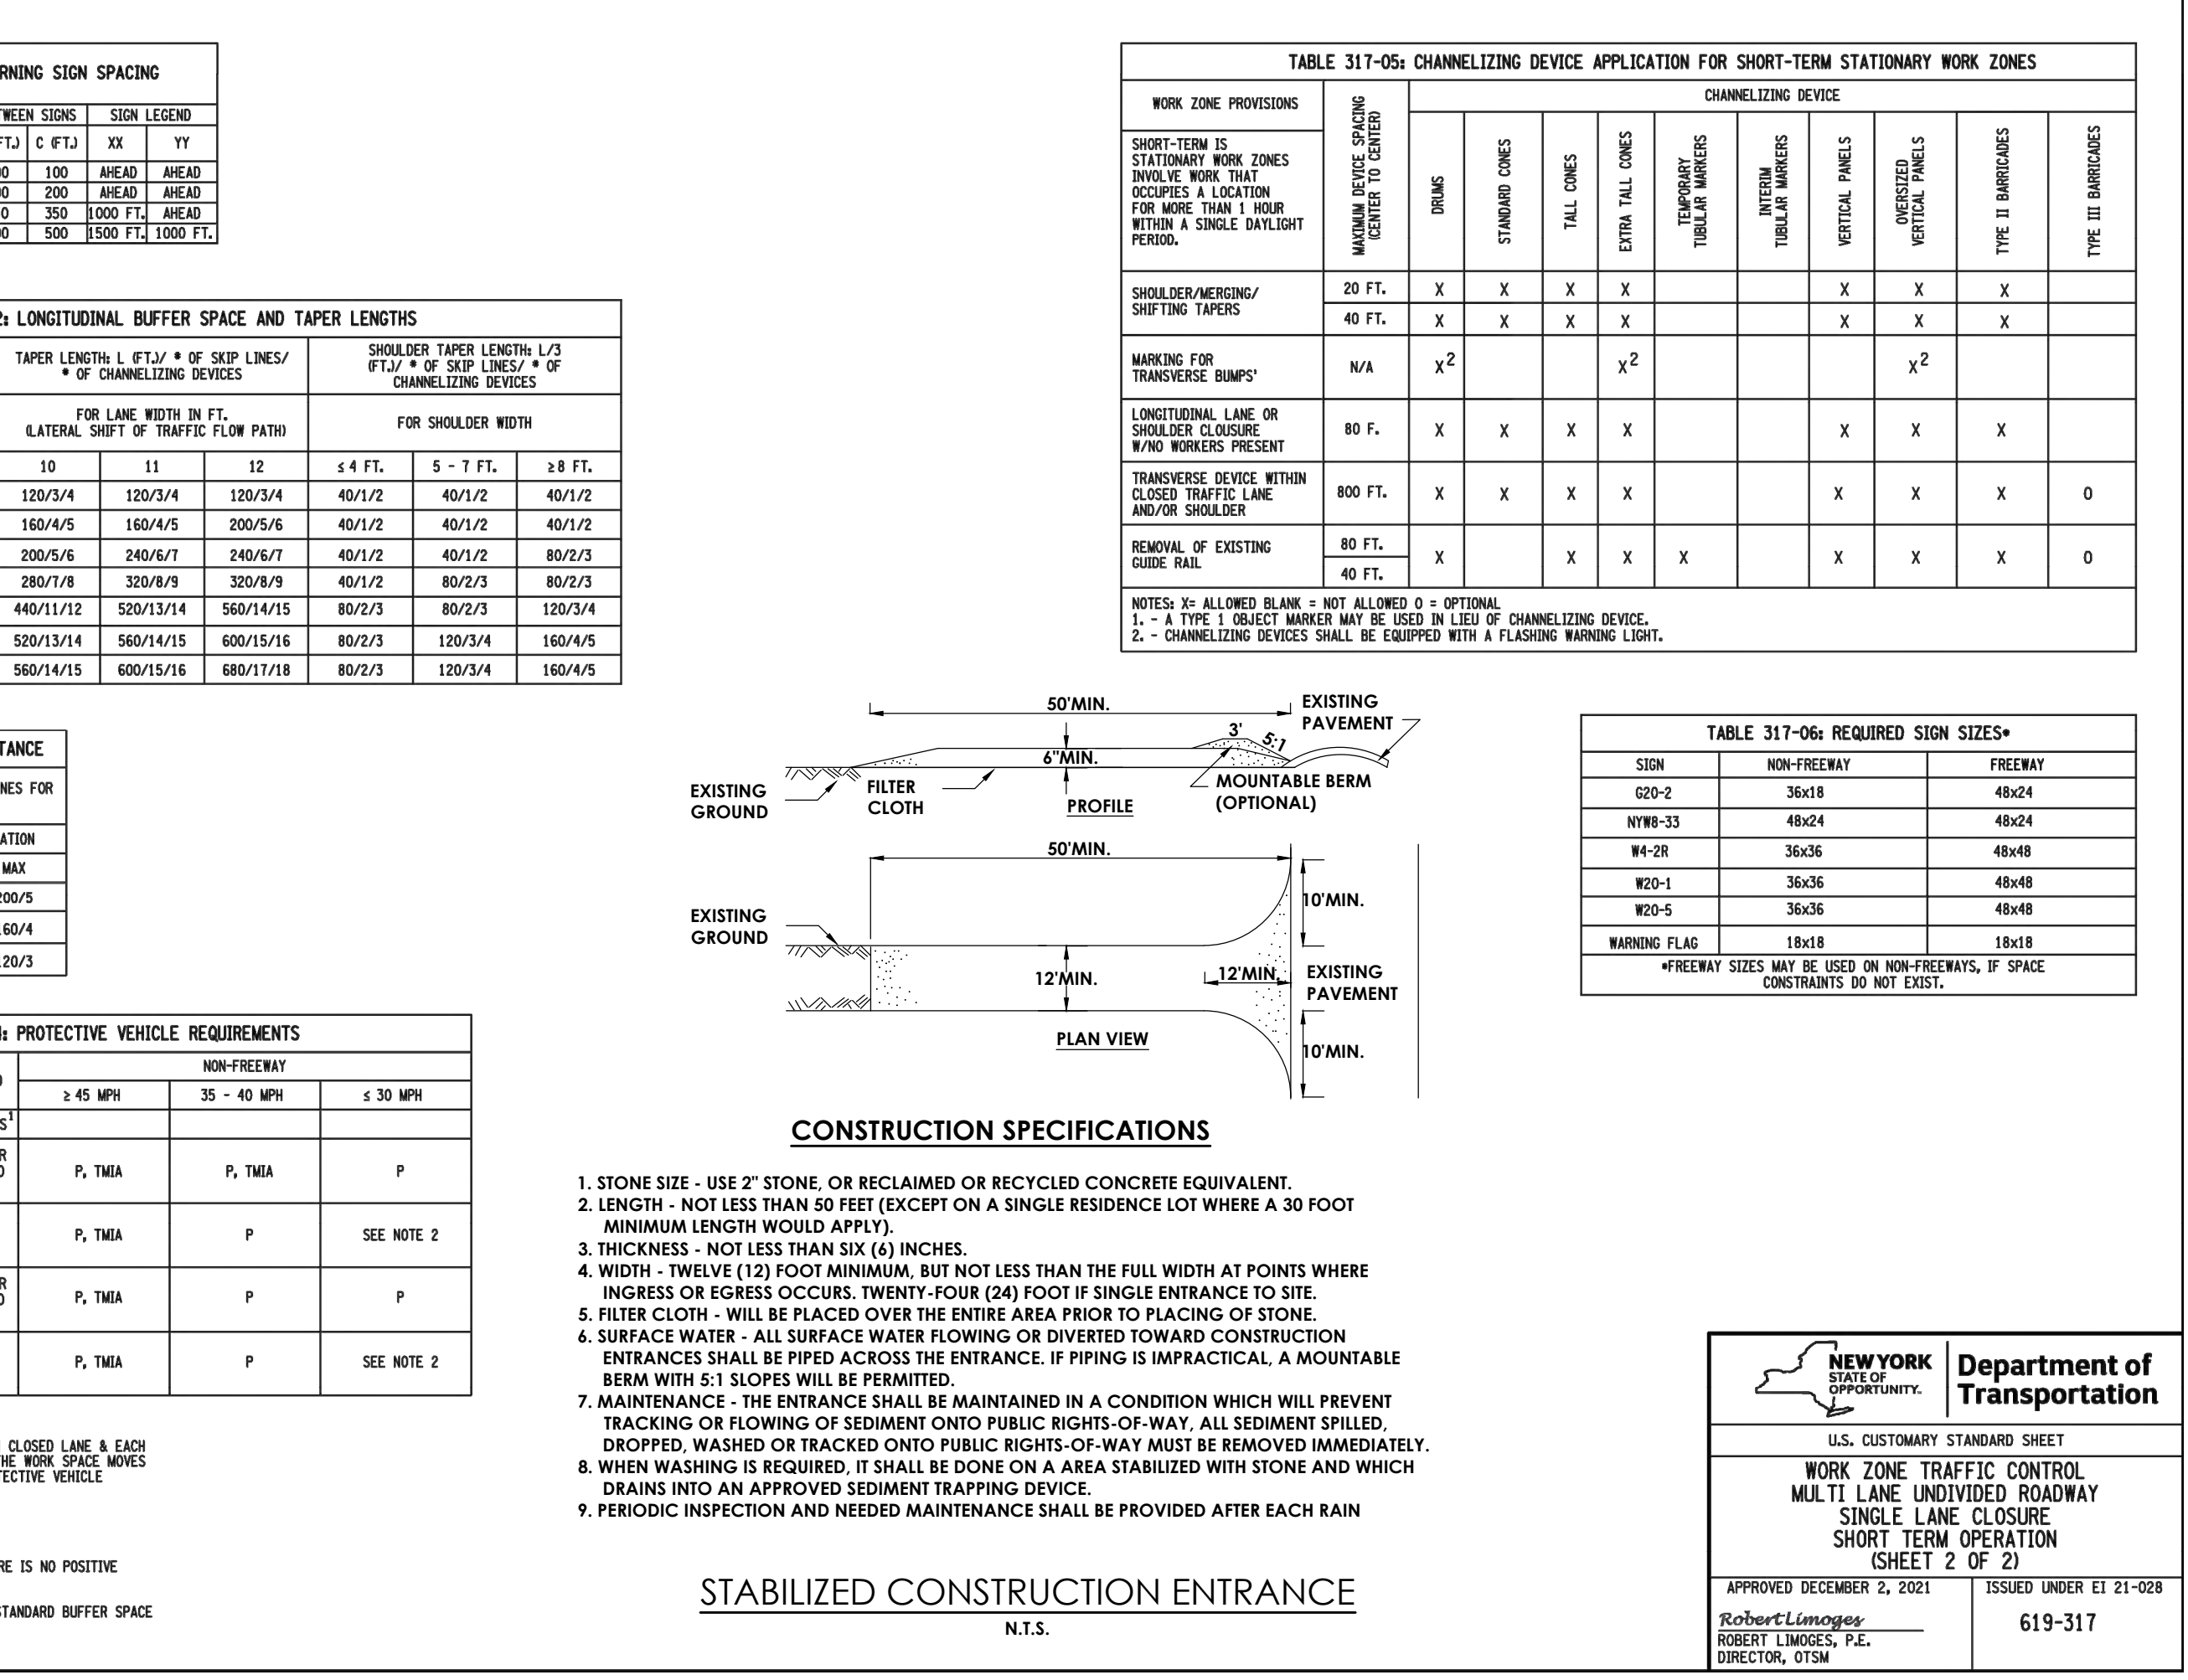 SIGN SPACING
SIGNS SIGN LEGEND
C (FT.) XX YY
100 AHEAD AHEAD
200 AHEAD AHEAD
350 1000 FT. AHEAD
500 1500 FT. 1000 FT.
LONGITUDINAL BUFFER SPACE AND TAPER LENGTHS
TAPER LENGTH: L (FT.)/ * OF SKIP LINES/
* OF CHANNELIZING DEVICES
SHOULDER TAPER LENGTH: L/3
(FT.)/ * OF SKIP LINES/ * OF
CHANNELIZING DEVICES
FOR LANE WIDTH IN FT.
(LATERAL SHIFT OF TRAFFIC FLOW PATH)
FOR SHOULDER WIDTH
10 11 12 ≤ 4 FT. 5 - 7 FT. ≥8 FT.
120/3/4 120/3/4 120/3/4 40/1/2 40/1/2 40/1/2
160/4/5 160/4/5 200/5/6 40/1/2 40/1/2 40/1/2
200/5/6 240/6/7 240/6/7 40/1/2 40/1/2 80/2/3
280/7/8 320/8/9 320/8/9 40/1/2 80/2/3 80/2/3
440/11/12 520/13/14 560/14/15 80/2/3 80/2/3 120/3/4
520/13/14 560/14/15 600/15/16 80/2/3 120/3/4 160/4/5
560/14/15 600/15/16 680/17/18 80/2/3 120/3/4 160/4/5
FOR
MAX
PROTECTIVE VEHICLE REQUIREMENTS
NON-FREEWAY
≥ 45 MPH 35 - 40 MPH ≤ 30 MPH
P, TMIA P, TMIA P
P, TMIA P SEE NOTE 2
P, TMIA P P
P, TMIA P SEE NOTE 2
CLOSED LANE & EACH
THE WORK SPACE MOVES
VEHICLE
IS NO POSITIVE
STANDARD BUFFER SPACE
TABLE 317-05: CHANNELIZING DEVICE APPLICATION FOR SHORT-TERM STATIONARY WORK ZONES
WORK ZONE PROVISIONS
SHORT-TERM IS
STATIONARY WORK ZONES
INVOLVE WORK THAT
OCCUPIES A LOCATION
FOR MORE THAN 1 HOUR
WITHIN A SINGLE DAYLIGHT
PERIOD.
MAXIMUM DEVICE SPACING
(CENTER TO CENTER)
CHANNELIZING DEVICE
DRUMS
STANDARD CONES
TALL CONES
EXTRA TALL CONES
TEMPORARY
TUBULAR MARKERS
INTERIM
TUBULAR MARKERS
VERTICAL PANELS
OVERSIZED
VERTICAL PANELS
TYPE II BARRICADES
TYPE III BARRICADES
SHOULDER/MERGING/
SHIFTING TAPERS
20 FT. X X X X X X X
40 FT. X X X X X X X
MARKING FOR
TRANSVERSE BUMPS'
N/A X2 X2 X2
LONGITUDINAL LANE OR
SHOULDER CLOUSURE
W/NO WORKERS PRESENT
80 F. X X X X X X X
TRANSVERSE DEVICE WITHIN
CLOSED TRAFFIC LANE
AND/OR SHOULDER
800 FT. X X X X X X X O
REMOVAL OF EXISTING
GUIDE RAIL
80 FT.
40 FT.
X X X X X X X O
NOTES: X= ALLOWED BLANK = NOT ALLOWED O = OPTIONAL
1. - A TYPE 1 OBJECT MARKER MAY BE USED IN LIEU OF CHANNELIZING DEVICE.
2. - CHANNELIZING DEVICES SHALL BE EQUIPPED WITH A FLASHING WARNING LIGHT.
50'MIN.
EXISTING
PAVEMENT
3'
5:1
6"MIN.
EXISTING
GROUND
FILTER
CLOTH
PROFILE
MOUNTABLE BERM
(OPTIONAL)
50'MIN.
10'MIN.
EXISTING
GROUND
12'MIN.
12'MIN.
EXISTING
PAVEMENT
PLAN VIEW
10'MIN.
TABLE 317-06: REQUIRED SIGN SIZES*
SIGN NON-FREEWAY FREEWAY
G20-2 36x18 48x24
NYW8-33 48x24 48x24
W4-2R 36x36 48x48
W20-1 36x36 48x48
W20-5 36x36 48x48
WARNING FLAG 18x18 18x18
*FREEWAY SIZES MAY BE USED ON NON-FREEWAYS, IF SPACE
CONSTRAINTS DO NOT EXIST.
CONSTRUCTION SPECIFICATIONS
1. STONE SIZE - USE 2" STONE, OR RECLAIMED OR RECYCLED CONCRETE EQUIVALENT.
2. LENGTH - NOT LESS THAN 50 FEET (EXCEPT ON A SINGLE RESIDENCE LOT WHERE A 30 FOOT
MINIMUM LENGTH WOULD APPLY).
3. THICKNESS - NOT LESS THAN SIX (6) INCHES.
4. WIDTH - TWELVE (12) FOOT MINIMUM, BUT NOT LESS THAN THE FULL WIDTH AT POINTS WHERE
INGRESS OR EGRESS OCCURS. TWENTY-FOUR (24) FOOT IF SINGLE ENTRANCE TO SITE.
5. FILTER CLOTH - WILL BE PLACED OVER THE ENTIRE AREA PRIOR TO PLACING OF STONE.
6. SURFACE WATER - ALL SURFACE WATER FLOWING OR DIVERTED TOWARD CONSTRUCTION
ENTRANCES SHALL BE PIPED ACROSS THE ENTRANCE. IF PIPING IS IMPRACTICAL, A MOUNTABLE
BERM WITH 5:1 SLOPES WILL BE PERMITTED.
7. MAINTENANCE - THE ENTRANCE SHALL BE MAINTAINED IN A CONDITION WHICH WILL PREVENT
TRACKING OR FLOWING OF SEDIMENT ONTO PUBLIC RIGHTS-OF-WAY, ALL SEDIMENT SPILLED,
DROPPED, WASHED OR TRACKED ONTO PUBLIC RIGHTS-OF-WAY MUST BE REMOVED IMMEDIATELY.
8. WHEN WASHING IS REQUIRED, IT SHALL BE DONE ON A AREA STABILIZED WITH STONE AND WHICH
DRAINS INTO AN APPROVED SEDIMENT TRAPPING DEVICE.
9. PERIODIC INSPECTION AND NEEDED MAINTENANCE SHALL BE PROVIDED AFTER EACH RAIN
STABILIZED CONSTRUCTION ENTRANCE
N.T.S.
NEW YORK
STATE OF
OPPORTUNITY.
Department of
Transportation
U.S. CUSTOMARY STANDARD SHEET
WORK ZONE TRAFFIC CONTROL
MULTI LANE UNDIVIDED ROADWAY
SINGLE LANE CLOSURE
SHORT TERM OPERATION
(SHEET 2 OF 2)
APPROVED DECEMBER 2, 2021
Robert Limoges
ROBERT LIMOGES, P.E.
DIRECTOR, OTSM
ISSUED UNDER EI 21-028
619-317